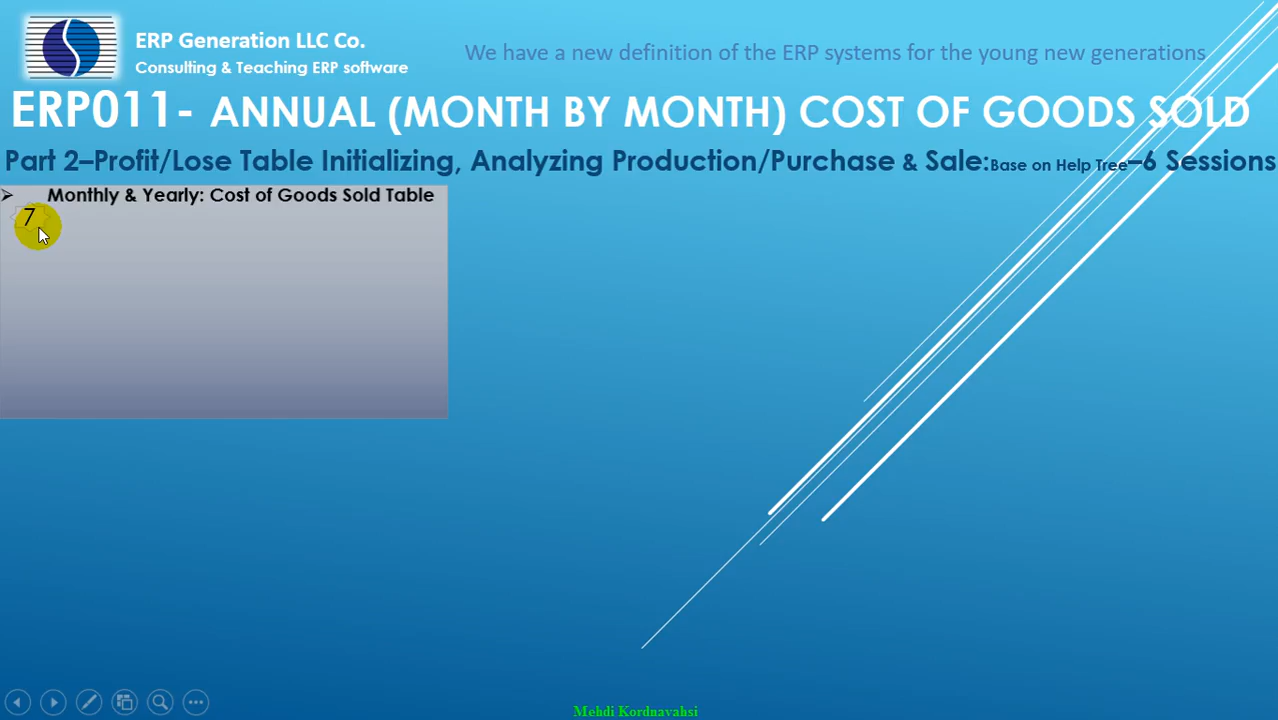 ERP Generation LLC Co.
Consulting & Teaching ERP software
We have a new definition of the ERP systems for the young new generations
ERP011- ANNUAL (MONTH BY MONTH) COST OF GOODS SOLD
Part 2–Profit/Lose Table Initializing, Analyzing Production/Purchase & Sale:Base on Help Tree–6 Sessions
Monthly & Yearly: Cost of Goods Sold Table
7
Mehdi Kordnavahsi